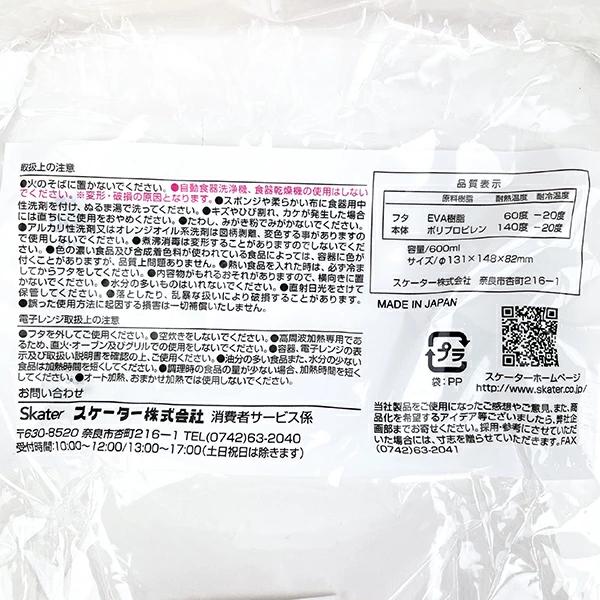 取扱上の注意
●火のそばに置かないでください。●自動食器洗浄機、食器乾燥機の使用はしない
でください。※変形・破損の原因となります。●スポンジや柔らかい布に食器用中
性洗剤を付け、ぬるま湯で洗ってください。●キズやひび割れ、カケが発生した場合
には直ちにご使用をおやめください。●たわし、みがき粉でみがかないでください。
●アルカリ性洗剤又はオレンジオイル系洗剤は図柄剥離、変色する事がありますので
使用しないでください。●煮沸消毒は変形することがありますのでしないでくださ
い。●色の濃い食品及び合成着色料が使われている食品によっては、容器に色が
付くことがありますが、品質上問題ありません。●熱い食品を入れた時は、必ず冷ま
してからフタをしてください。●内容物がもれるおそれがありますので、横向きに置
かないでください。●水分の多いものはいれないでください。●直射日光をさけて
保管してください。●落としたり、乱暴な扱いにより破損することがあります。
●誤った使用方法に起因する損害は一切補償いたしません。
電子レンジ取扱上の注意
●フタを外してご使用ください。●空炊きをしないでください。●高周波加熱専用であ
るため、直火・オーブン及びグリルでの使用はしないでください。●容器、電子レンジの表
示及び取扱い説明書を確認の上、ご使用ください。●油分の多い食品また、水分の少ない
食品は加熱時間を短くしてください。●調理時の食品の量が少ない場合、加熱時間を短く
してください。●オート加熱、おまかせ加熱では使用しないでください。
お問い合わせ
Skater スケーター株式会社 消費者サービス係
〒630-8520 奈良市杏町216-1 TEL(0742)63-2040
受付時間:10:00〜12:00/13:00〜17:00(土日祝日は除きます)
品質表示
原料樹脂 耐熱温度 耐冷温度
フタ EVA樹脂 60度 -20度
本体 ポリプロピレン 140度 -20度
容量/600ml
サイズ/φ131×148×82mm
スケーター株式会社 奈良市杏町216-1
MADE IN JAPAN
プラ
袋:PP
スケーターホームページ
http://www.skater.co.jp/
当社製品をご使用になったご感想やご意見、また、商
品化を希望するアイデア等ございましたら、弊社企
画部までお寄せください。採用・参考にさせていただ
いた場合には、寸志を贈らせていただきます。FAX
(0742)63-2041